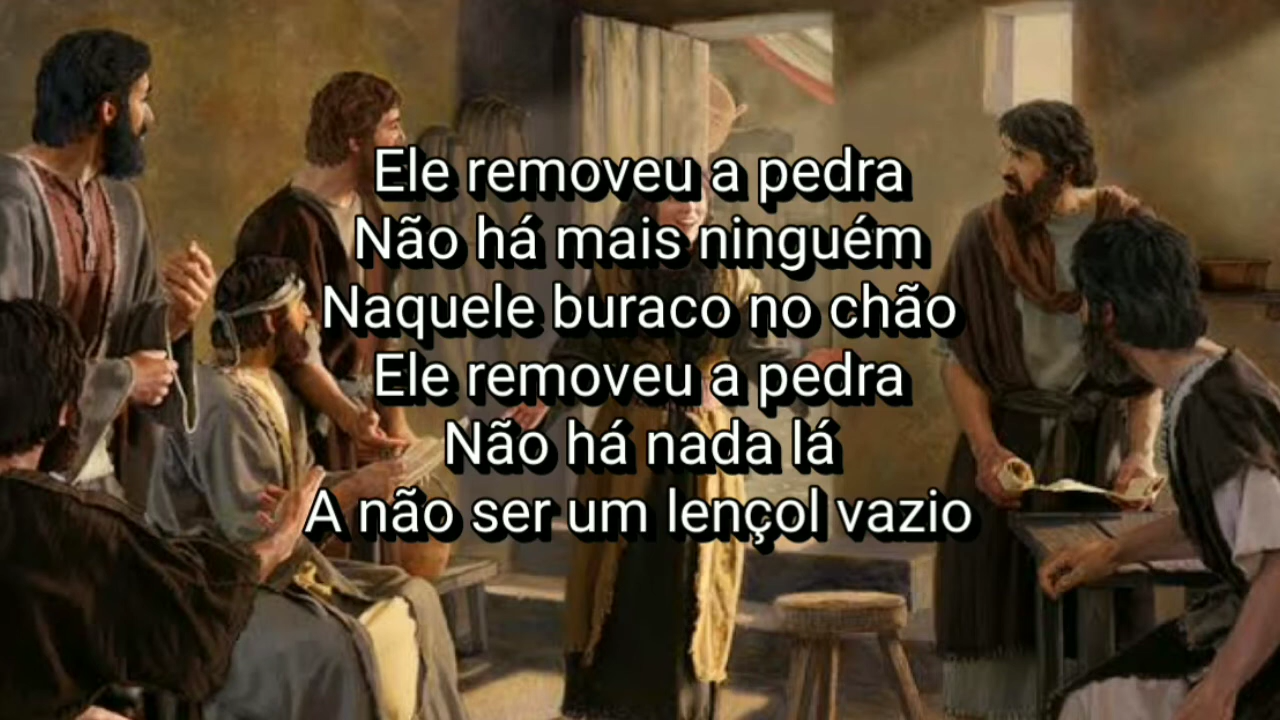 Ele removeu a pedra
Não há mais ninguém
Naquele buraco no chão
Ele removeu a pedra
Não há nada lá
A não ser um lençol vazio